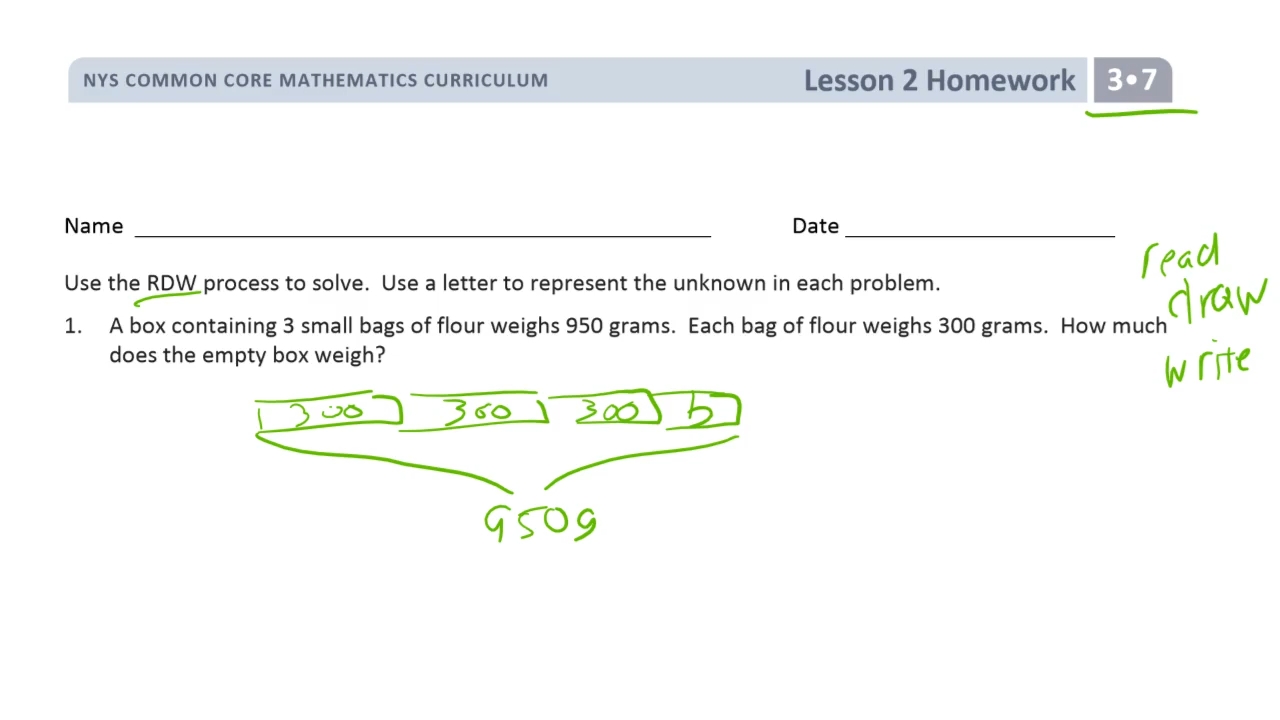 NYS COMMON CORE MATHEMATICS CURRICULUM Lesson 2 Homework 3•7
Name Date
read
Use the RDW process to solve. Use a letter to represent the unknown in each problem.
draw
1. A box containing 3 small bags of flour weighs 950 grams. Each bag of flour weighs 300 grams. How much
does the empty box weigh?
write
300 300 300 b
950g